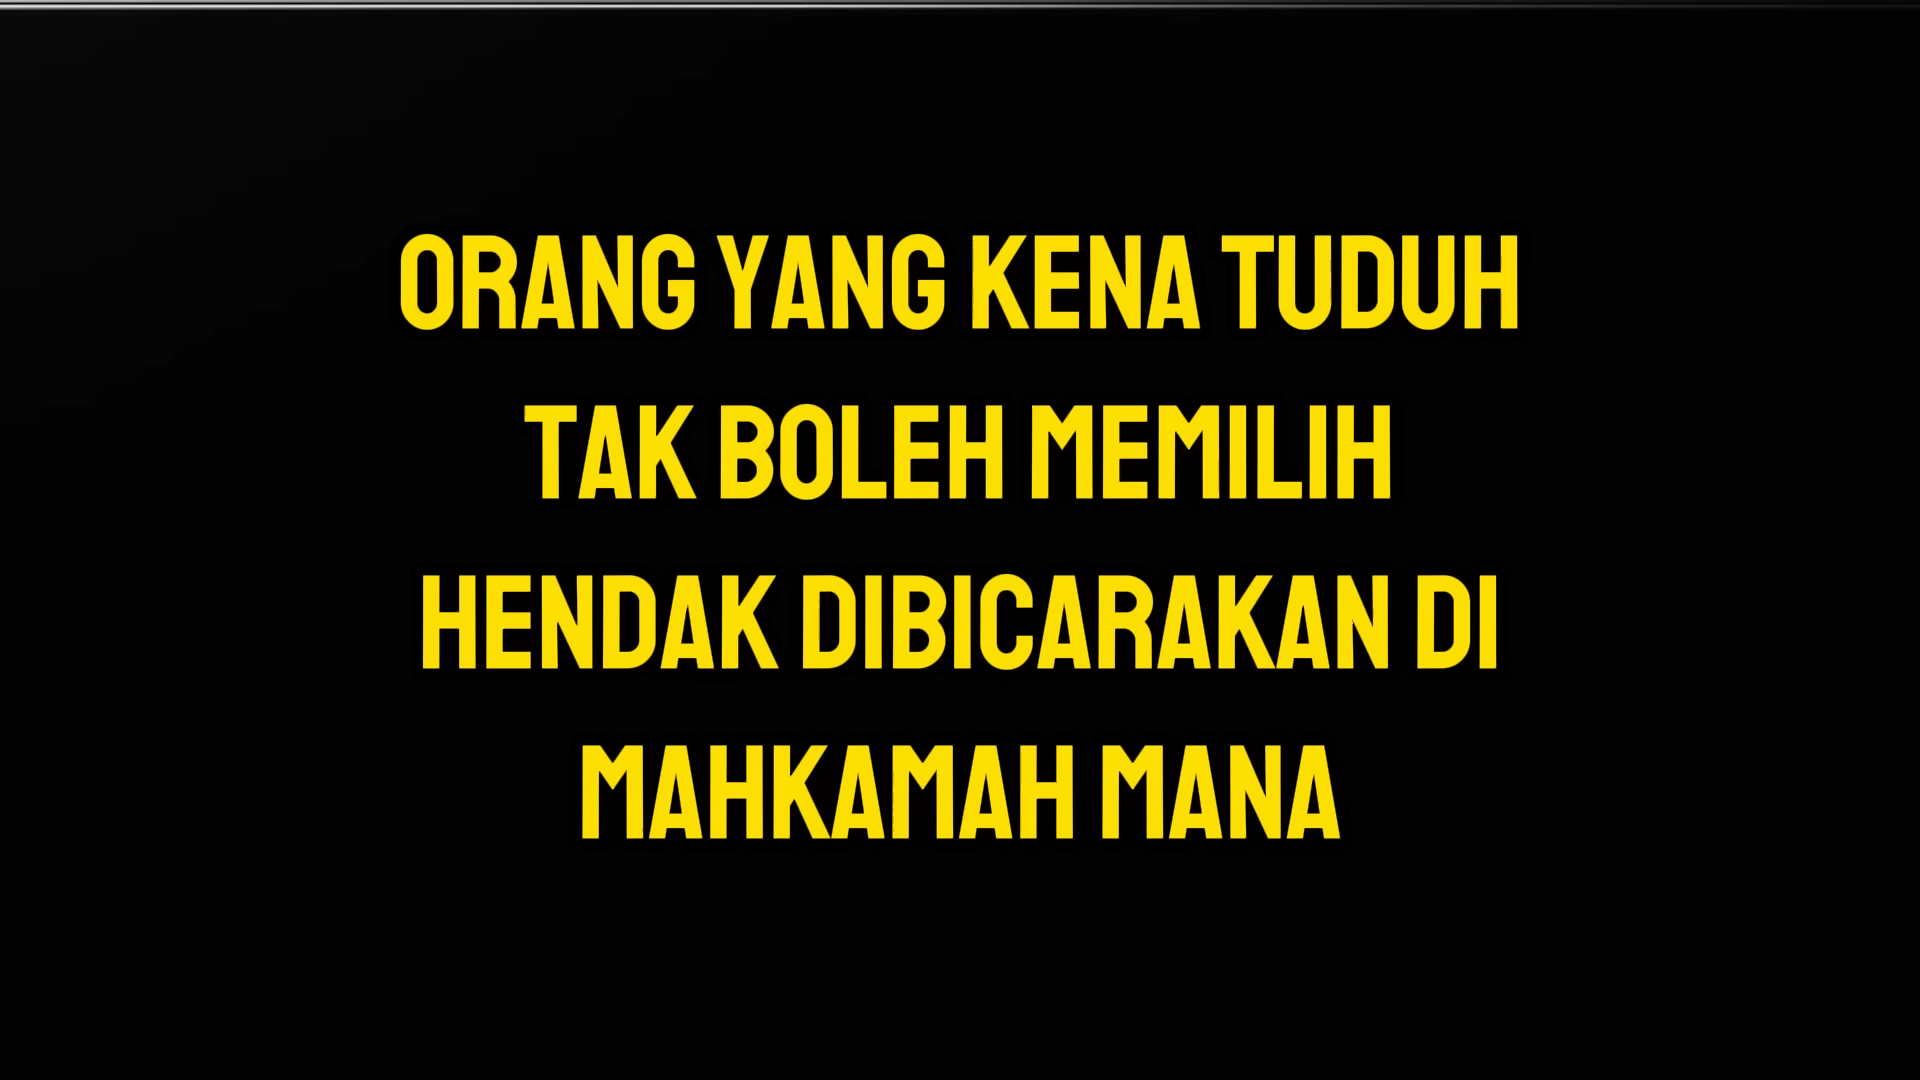 ORANG YANG KENA TUDUH
TAK BOLEH MEMILIH
HENDAK DIBICARAKAN DI
MAHKAMAH MANA